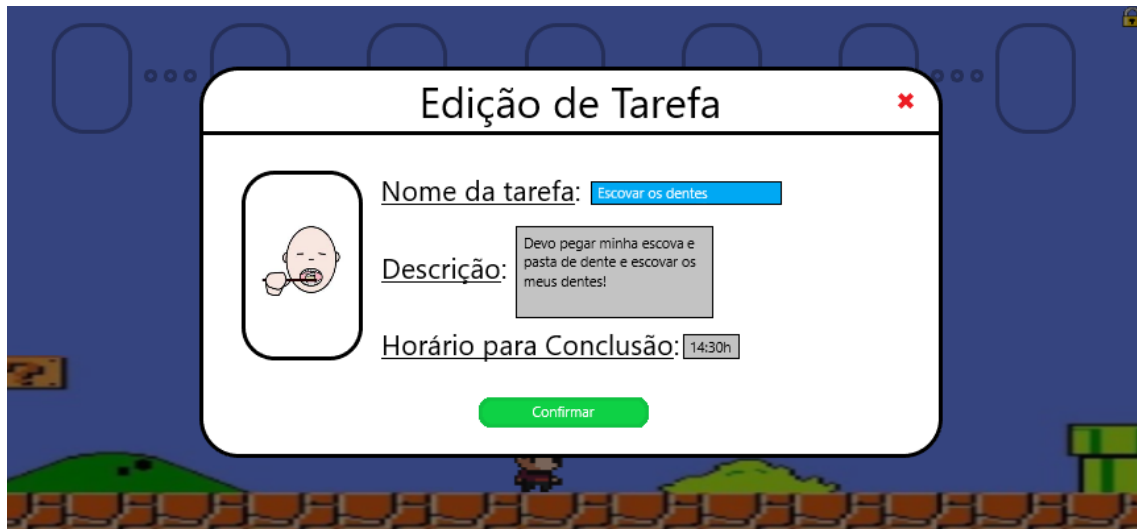 Edição de Tarefa
Nome da tarefa: Escovar os dentes
Descrição: Devo pegar minha escova e
pasta de dente e escovar os
meus dentes!
Horário para Conclusão: 14:30h
Confirmar
?